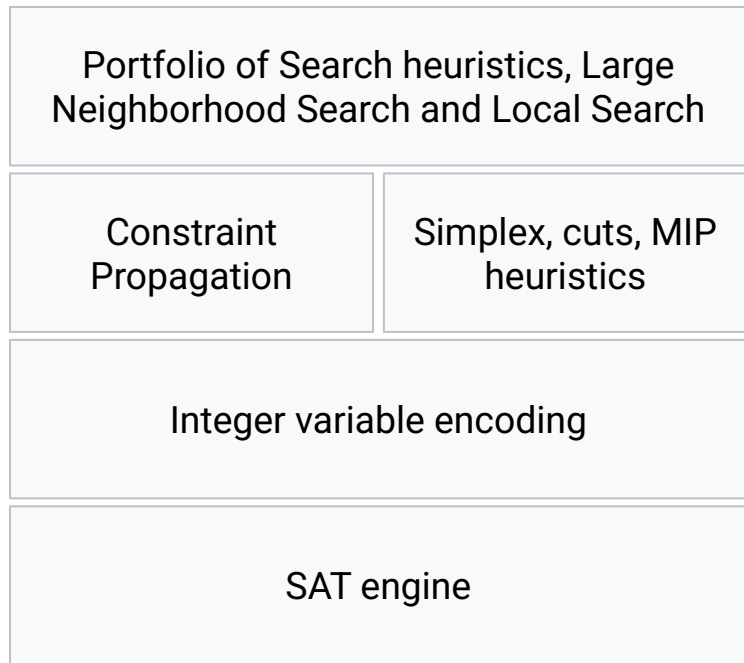 Portfolio of Search heuristics, Large
Neighborhood Search and Local Search
Constraint
Propagation
Simplex, cuts, MIP
heuristics
Integer variable encoding
SAT engine